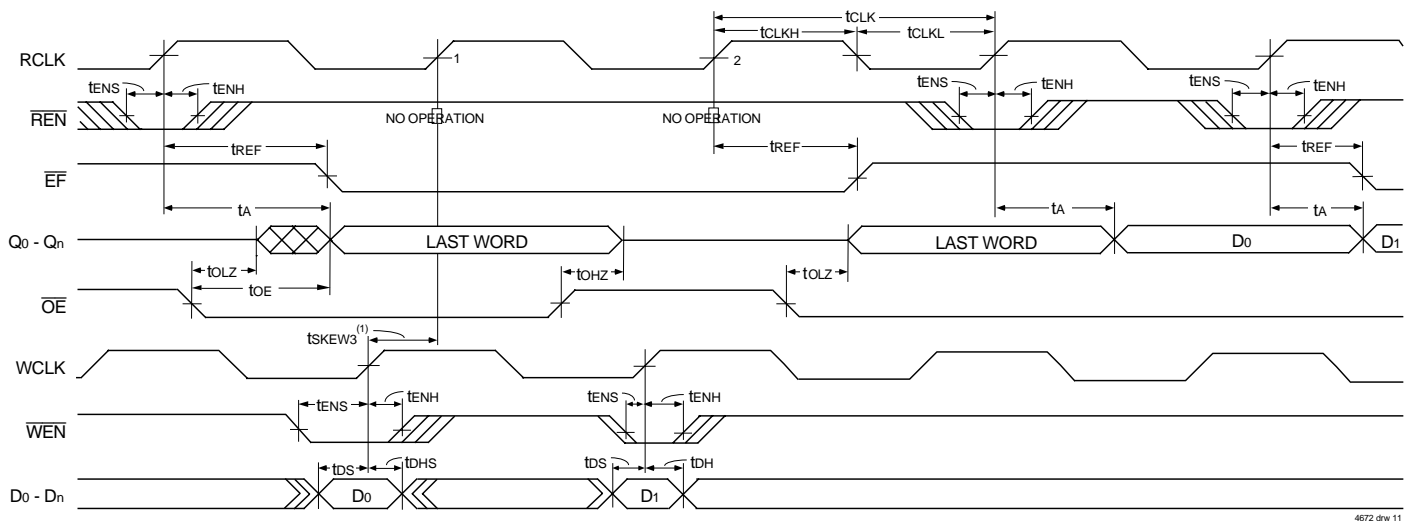 tCLK
tCLKH
tCLKL
RCLK
1
2
tENS
tENH
tENS
tENH
tENS
tENH
REN
NO OPERATION
NO OPERATION
tREF
tREF
tREF
EF
tA
tA
tA
Q0 - Qn
LAST WORD
LAST WORD
D0
D1
tOLZ
tOHZ
tOLZ
tOE
OE
tSKEW3(1)
WCLK
tENS
tENH
tENS
tENH
WEN
tDS
tDHS
tDS
tDH
D0 - Dn
D0
D1
4672 drw 11